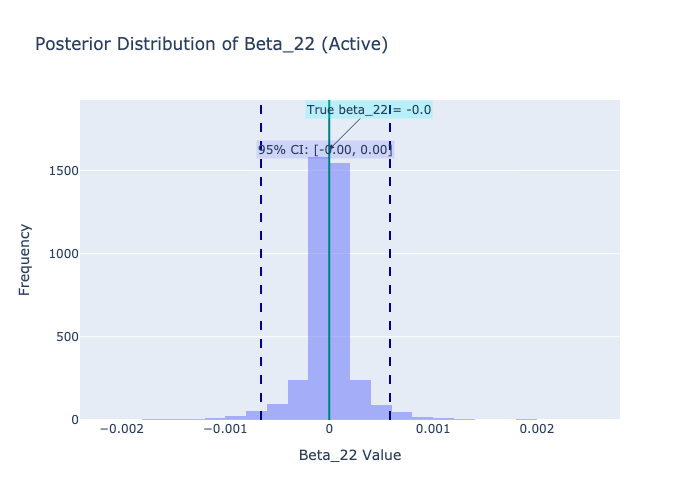 Posterior Distribution of Beta_22 (Active)
True beta_22 = -0.0
95% CI: [-0.00, 0.00]
1500
1000
500
0
Frequency
−0.002
−0.001
0
0.001
0.002
Beta_22 Value